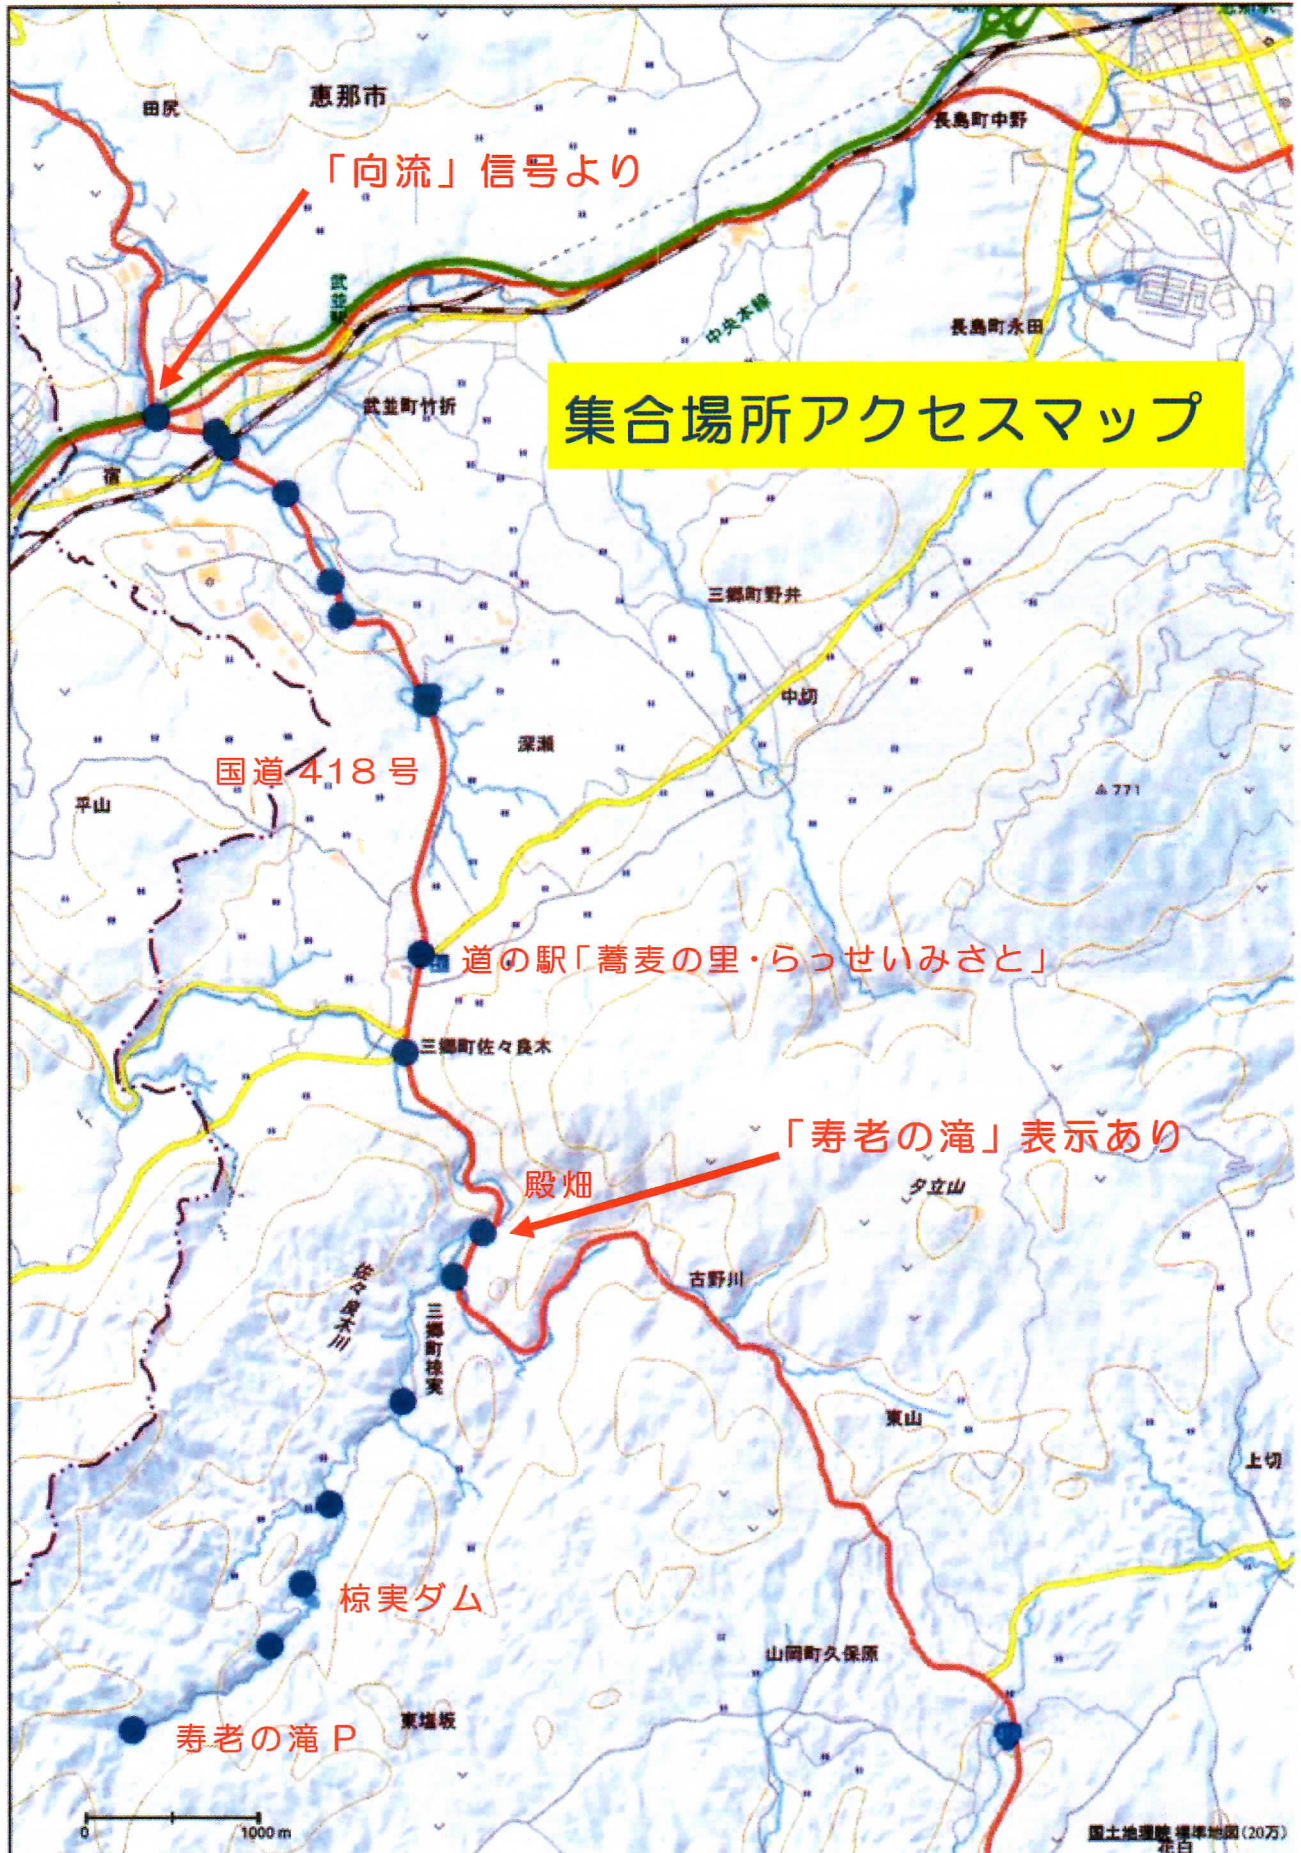 恵那市
田尻
長島町中野
「向流」信号より
武並駅
中央本線
長島町永田
武並町竹折
集合場所アクセスマップ
宿
三郷町野井
中切
深瀬
国道 418 号
平山
771
道の駅「蕎麦の里・らっせいみさと」
三郷町佐々良木
「寿老の滝」表示あり
殿畑
夕立山
佐々良木川
古野川
三郷町椋実
東山
上切
椋実ダム
山岡町久保原
寿老の滝 P
東塩坂
0
1000 m
国土地理院 標準地図(20万)
花白